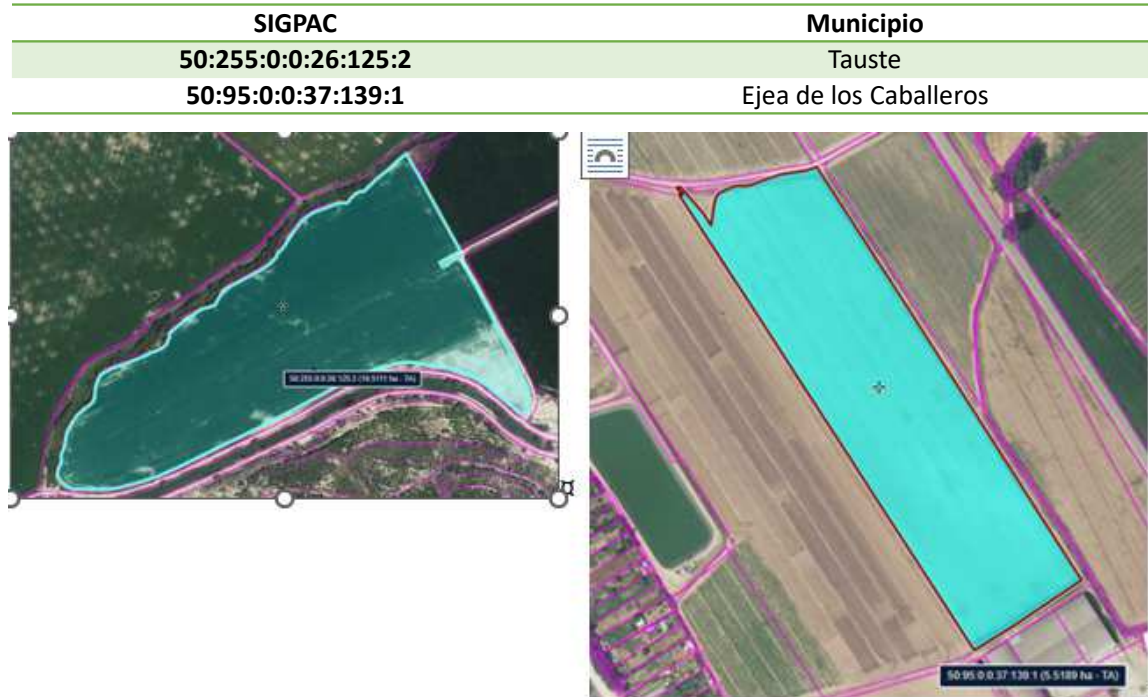 SIGPAC Municipio
50:255:0:0:26:125:2 Tauste
50:95:0:0:37:139:1 Ejea de los Caballeros
50:95:0:0:37:139:1 (5.5189 ha - TA)